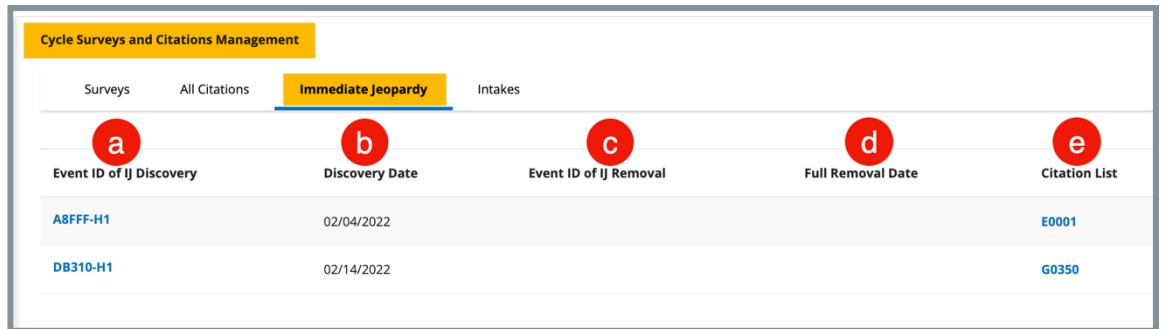 Cycle Surveys and Citations Management
Surveys All Citations Immediate Jeopardy Intakes
a b c d e
Event ID of IJ Discovery Discovery Date Event ID of IJ Removal Full Removal Date Citation List
A8FFF-H1 02/04/2022 E0001
DB310-H1 02/14/2022 G0350